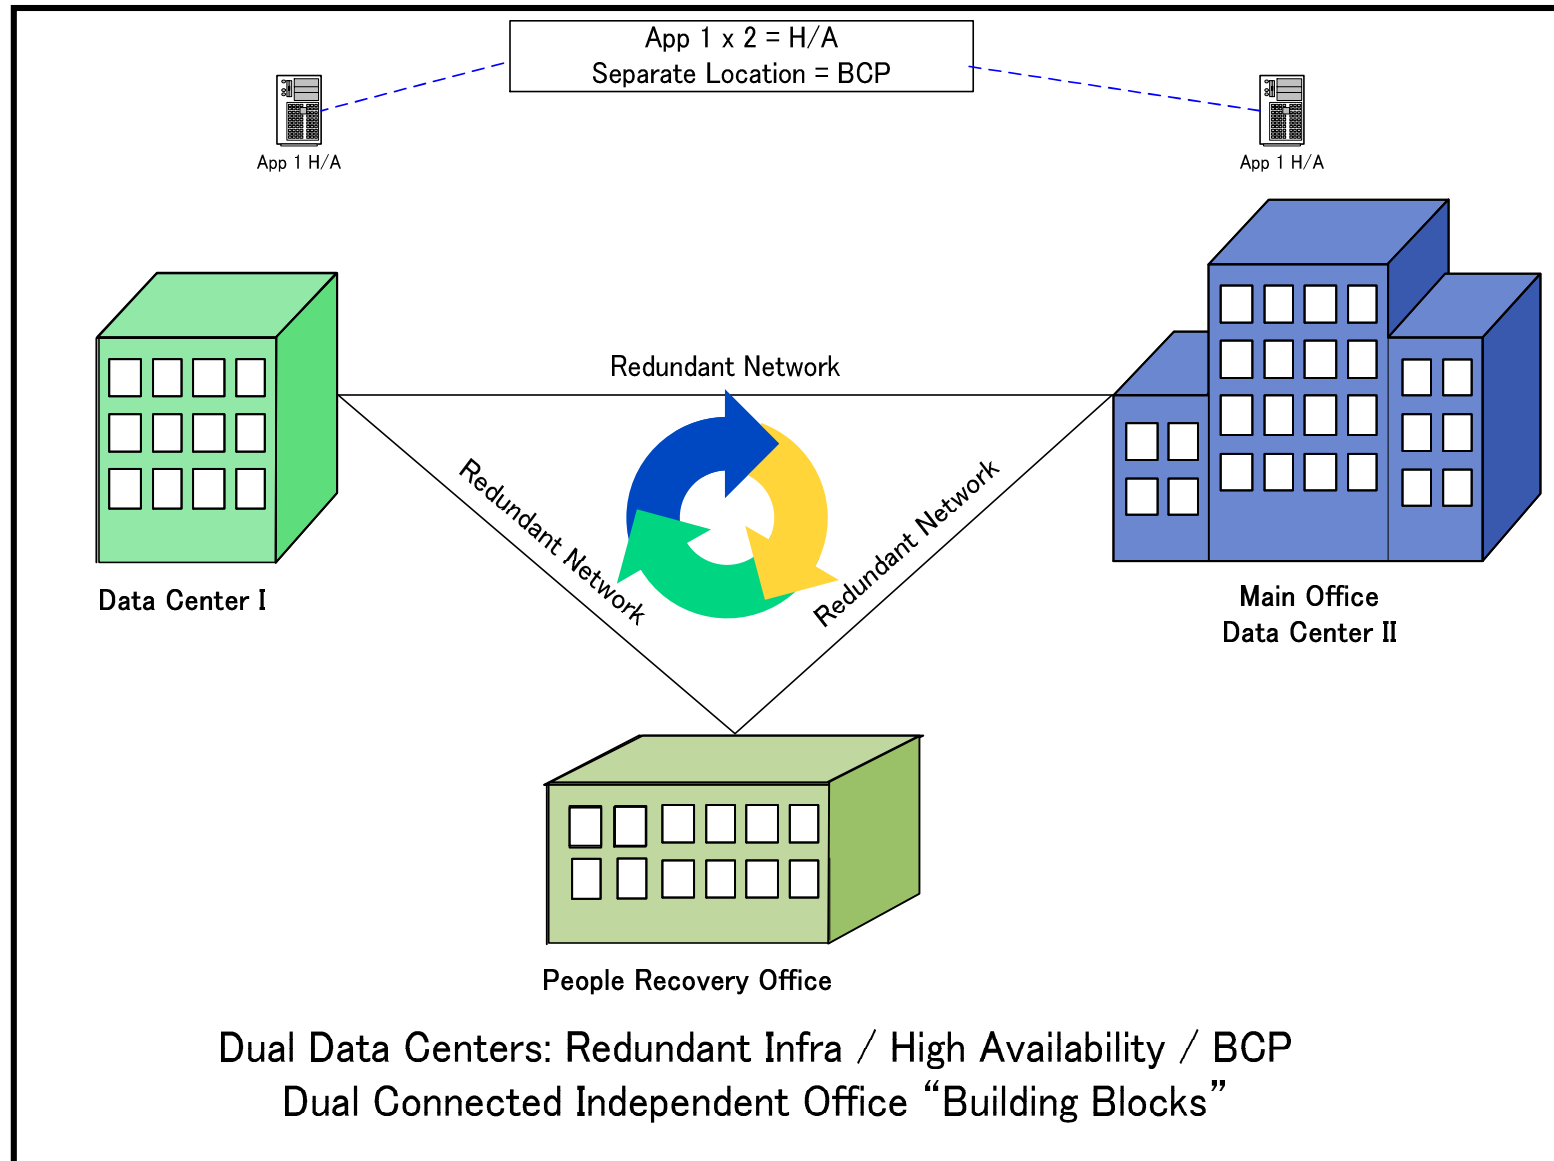 App 1 x 2 = H/A
Separate Location = BCP
App 1 H/A
App 1 H/A
Redundant Network
Redundant Network
Redundant Network
Data Center I
Main Office
Data Center II
People Recovery Office
Dual Data Centers: Redundant Infra / High Availability / BCP
Dual Connected Independent Office “Building Blocks”